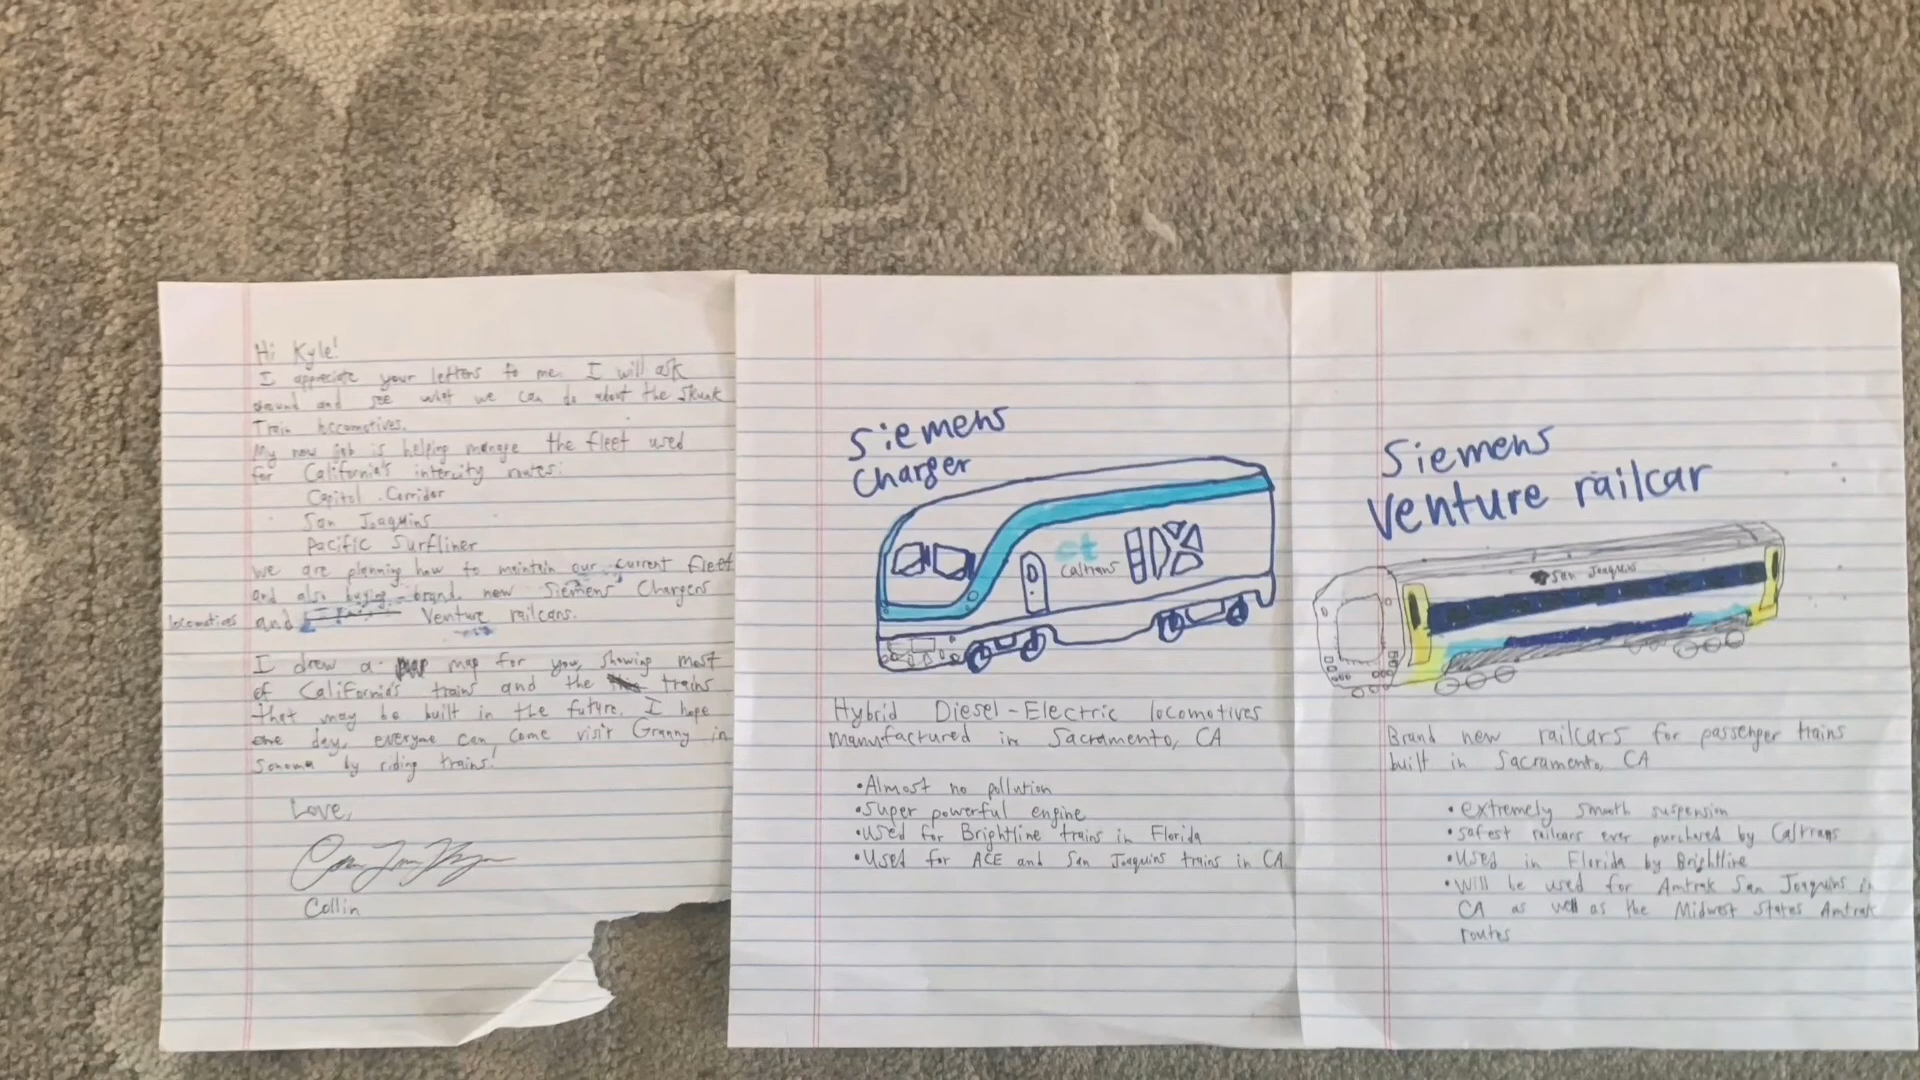 Hi Kyle!
I appreciate your letters to me. I will ask
around and see what we can do about the Skunk
Train locomotives.
My new job is helping manage the fleet used
for California's intercity routes:
Capitol Corridor
San Joaquins
Pacific Surfliner
We are planning how to maintain our current fleet
and also buying brand new Siemens Chargers
locomotives and Venture railcars.
I drew a map for you, showing most
of California's trains and the trains
that may be built in the future. I hope
one day, everyone can come visit Granny in
Sonoma by riding trains!
Love,
Collin
Siemens
Charger
ct
Caltrans
Hybrid Diesel-Electric locomotives
manufactured in Sacramento, CA
•Almost no pollution
•Super powerful engine
•Used for Brightline trains in Florida
•Used for ACE and San Joaquins trains in CA
Siemens
Venture railcar
San Joaquins
Brand new railcars for passenger trains
built in Sacramento, CA
•extremely smooth suspension
•safest railcars ever purchased by Caltrans
•Used in Florida by Brightline
•Will be used for Amtrak San Joaquins in
CA as well as the Midwest States Amtrak
routes